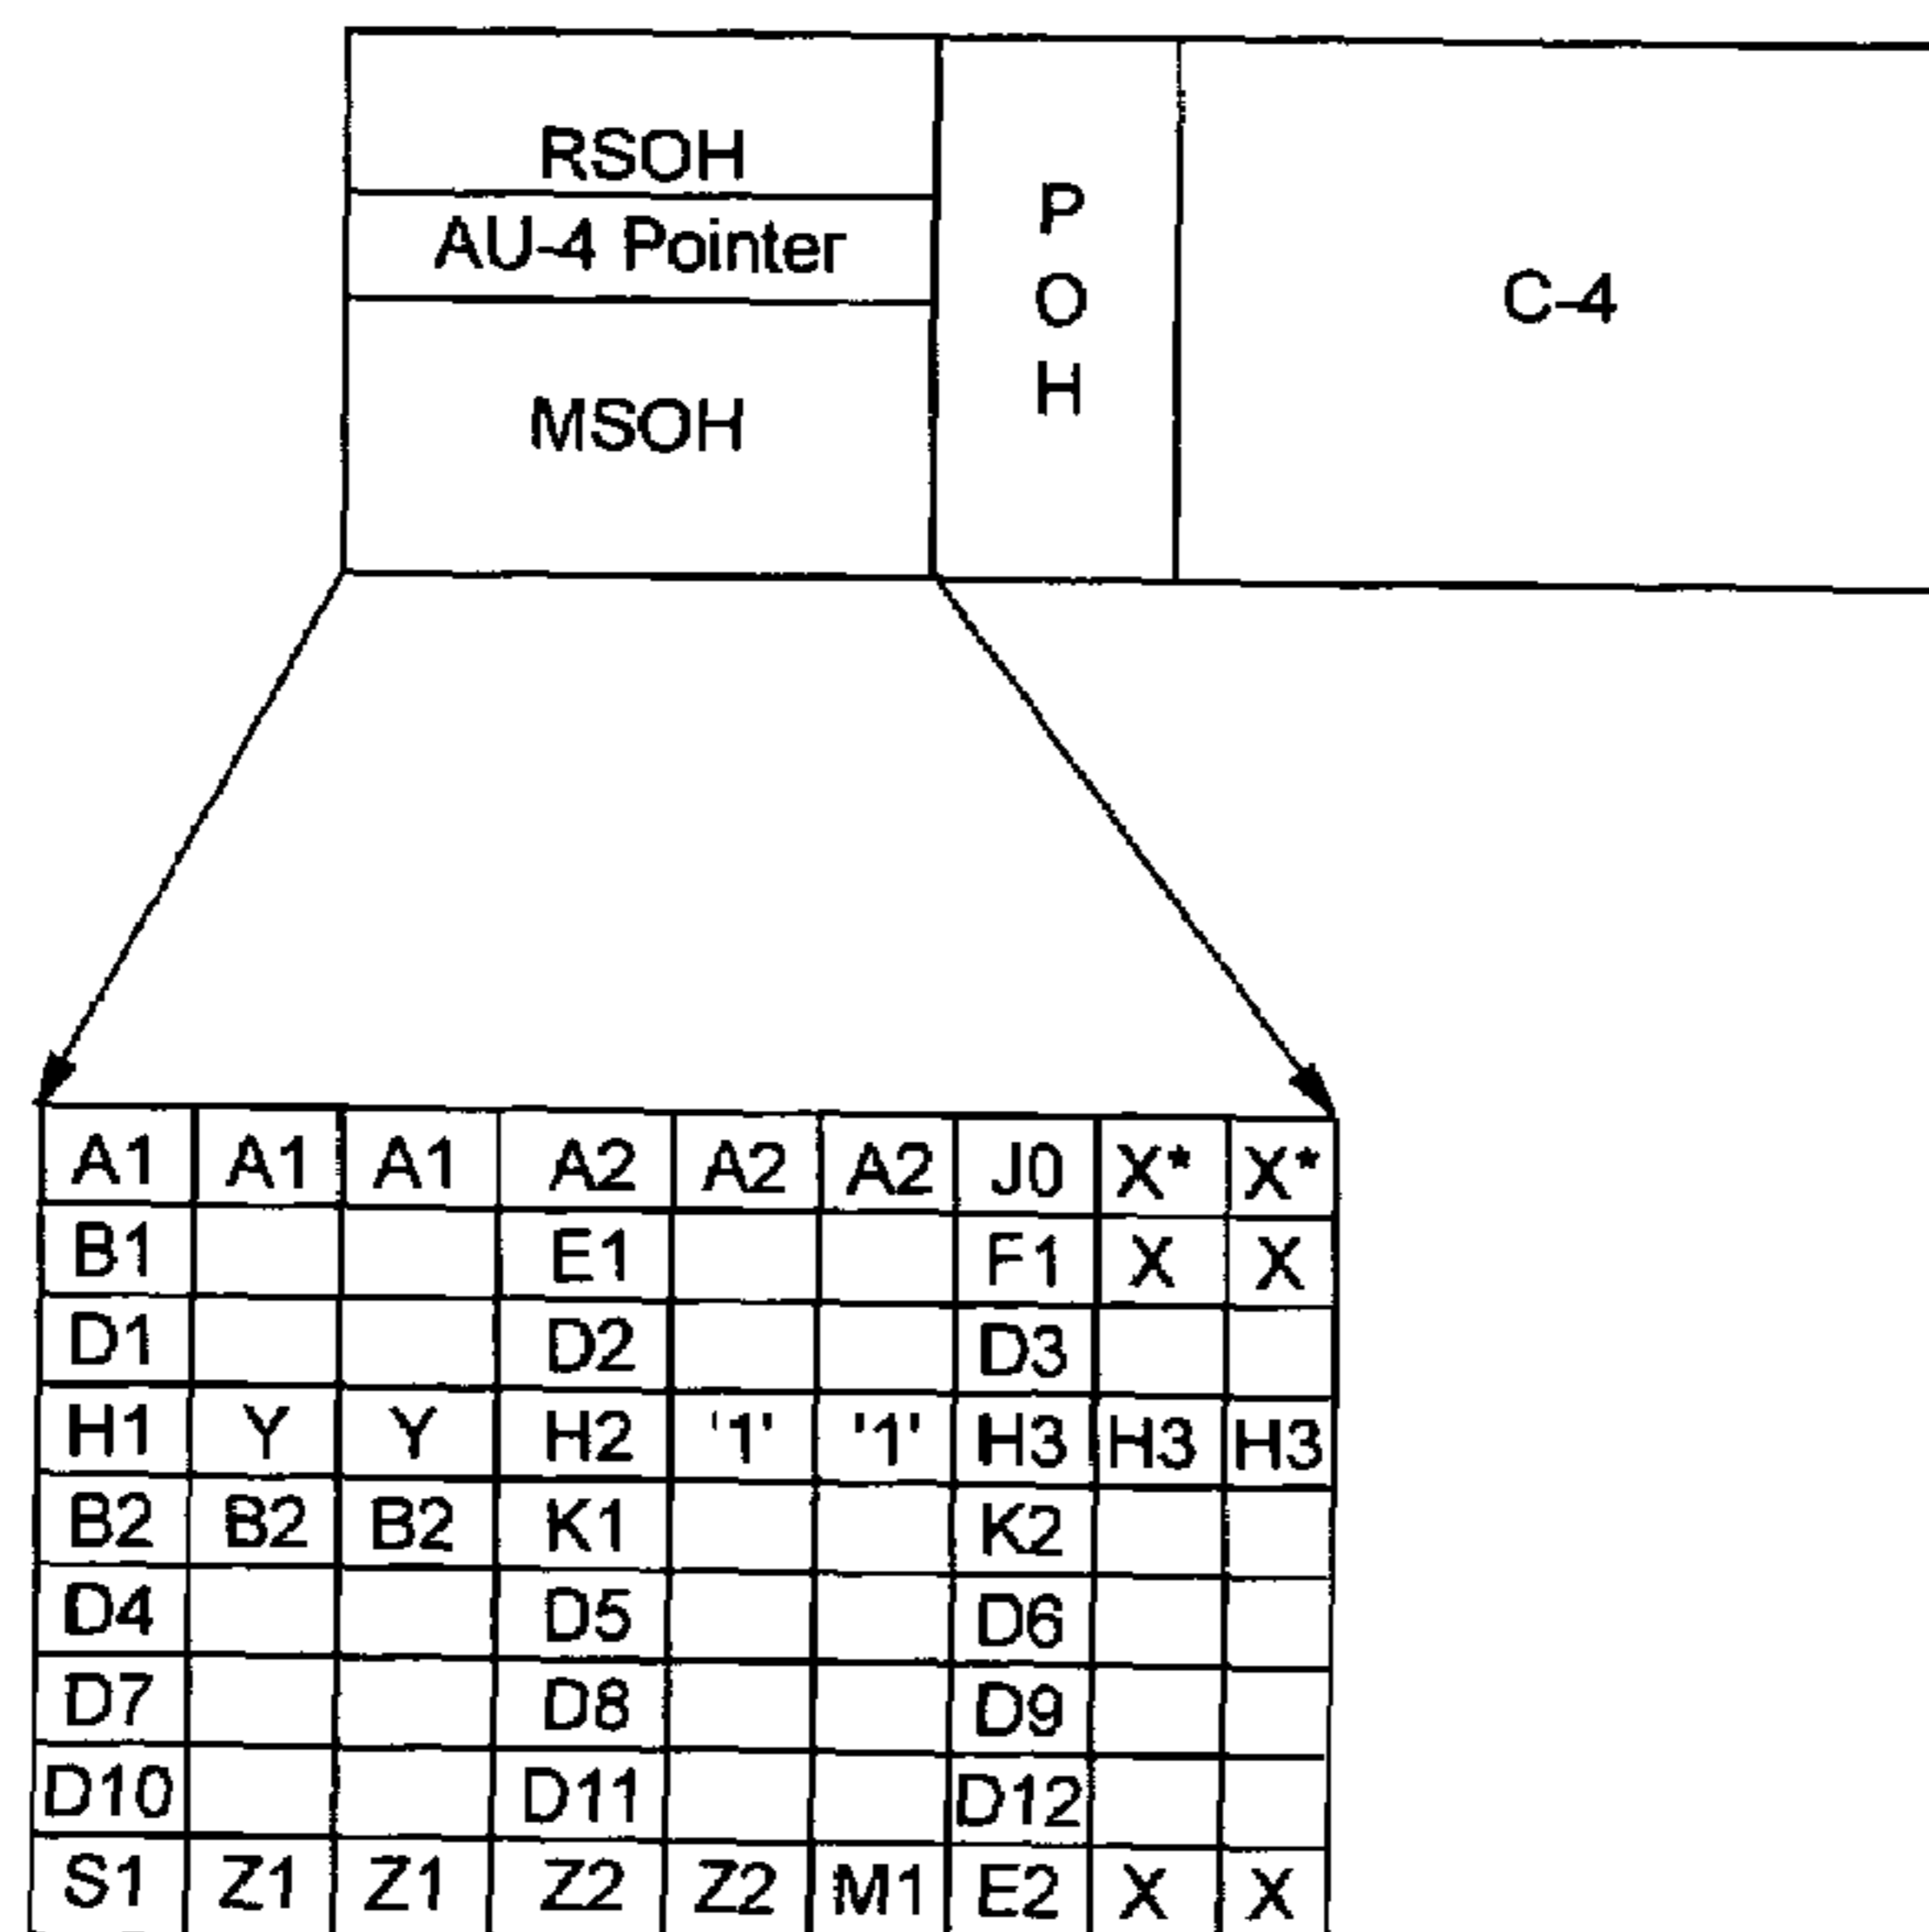 RSOH
AU-4 Pointer
MSOH
P
O
H
C-4
A1 A1 A1 A2 A2 A2 J0 X* X*
B1 E1 F1 X X
D1 D2 D3
H1 Y Y H2 '1' '1' H3 H3 H3
B2 B2 B2 K1 K2
D4 D5 D6
D7 D8 D9
D10 D11 D12
S1 Z1 Z1 Z2 Z2 M1 E2 X X